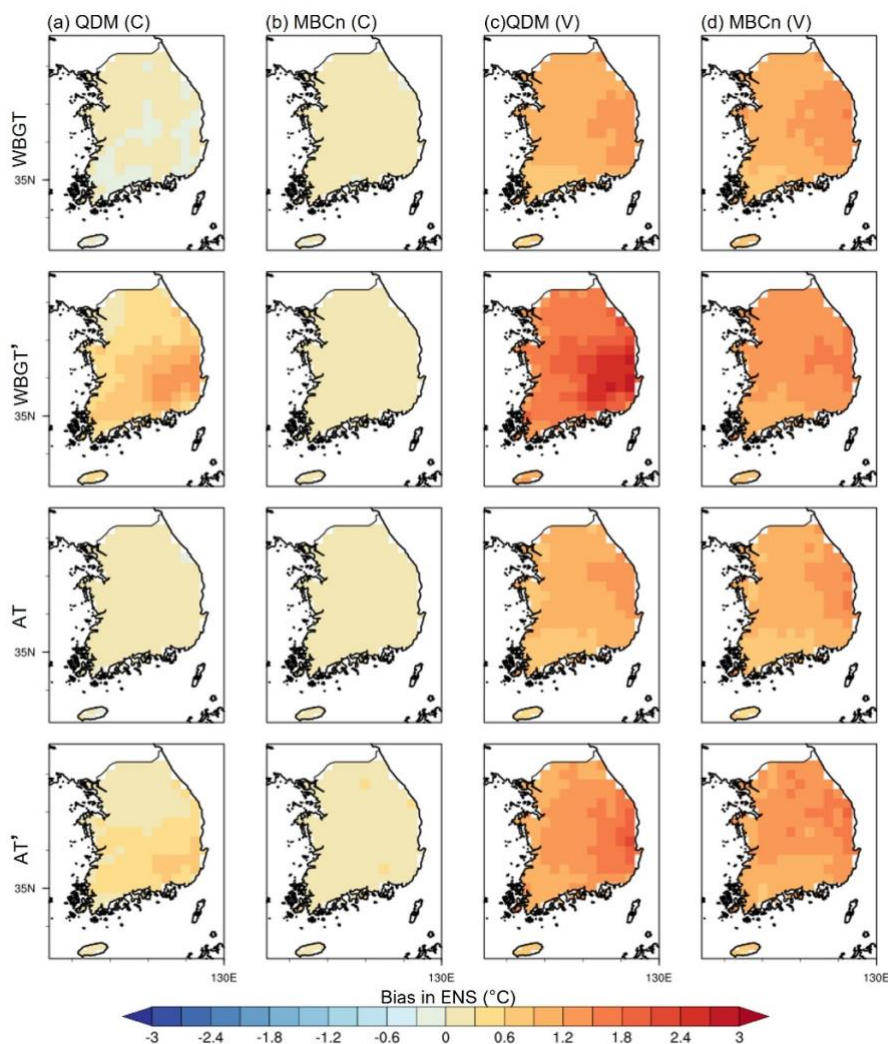 (a) QDM (C) (b) MBCn (C) (c)QDM (V) (d) MBCn (V)
WBGT
35N
WBGT'
35N
AT
35N
AT'
35N
130E 130E 130E 130E
Bias in ENS (°C)
-3 -2.4 -1.8 -1.2 -0.6 0 0.6 1.2 1.8 2.4 3